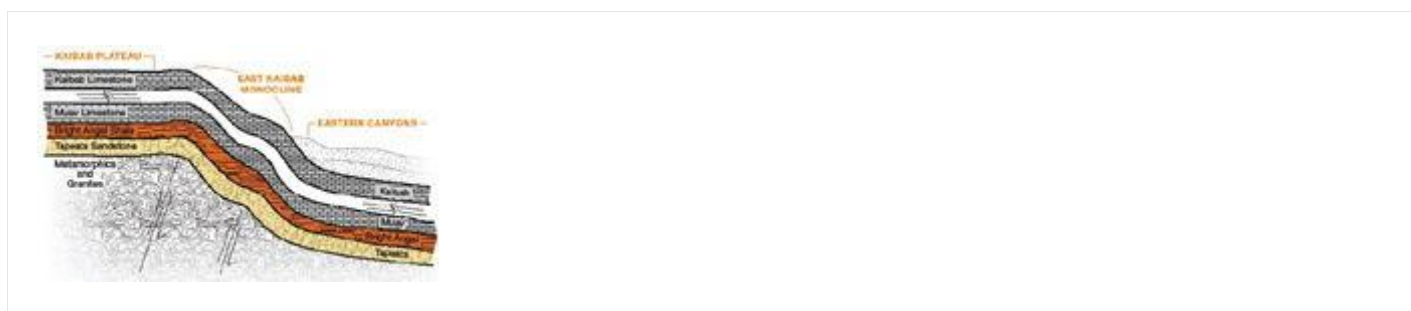 KAIBAB PLATEAU
Kaibab Limestone
EAST KAIBAB
MONOCLINE
Muav Limestone
EASTERN CANYONS
Bright Angel Shale
Tapeats Sandstone
Metamorphics
and
Granites
Kaibab
Muav
Bright Angel
Tapeats